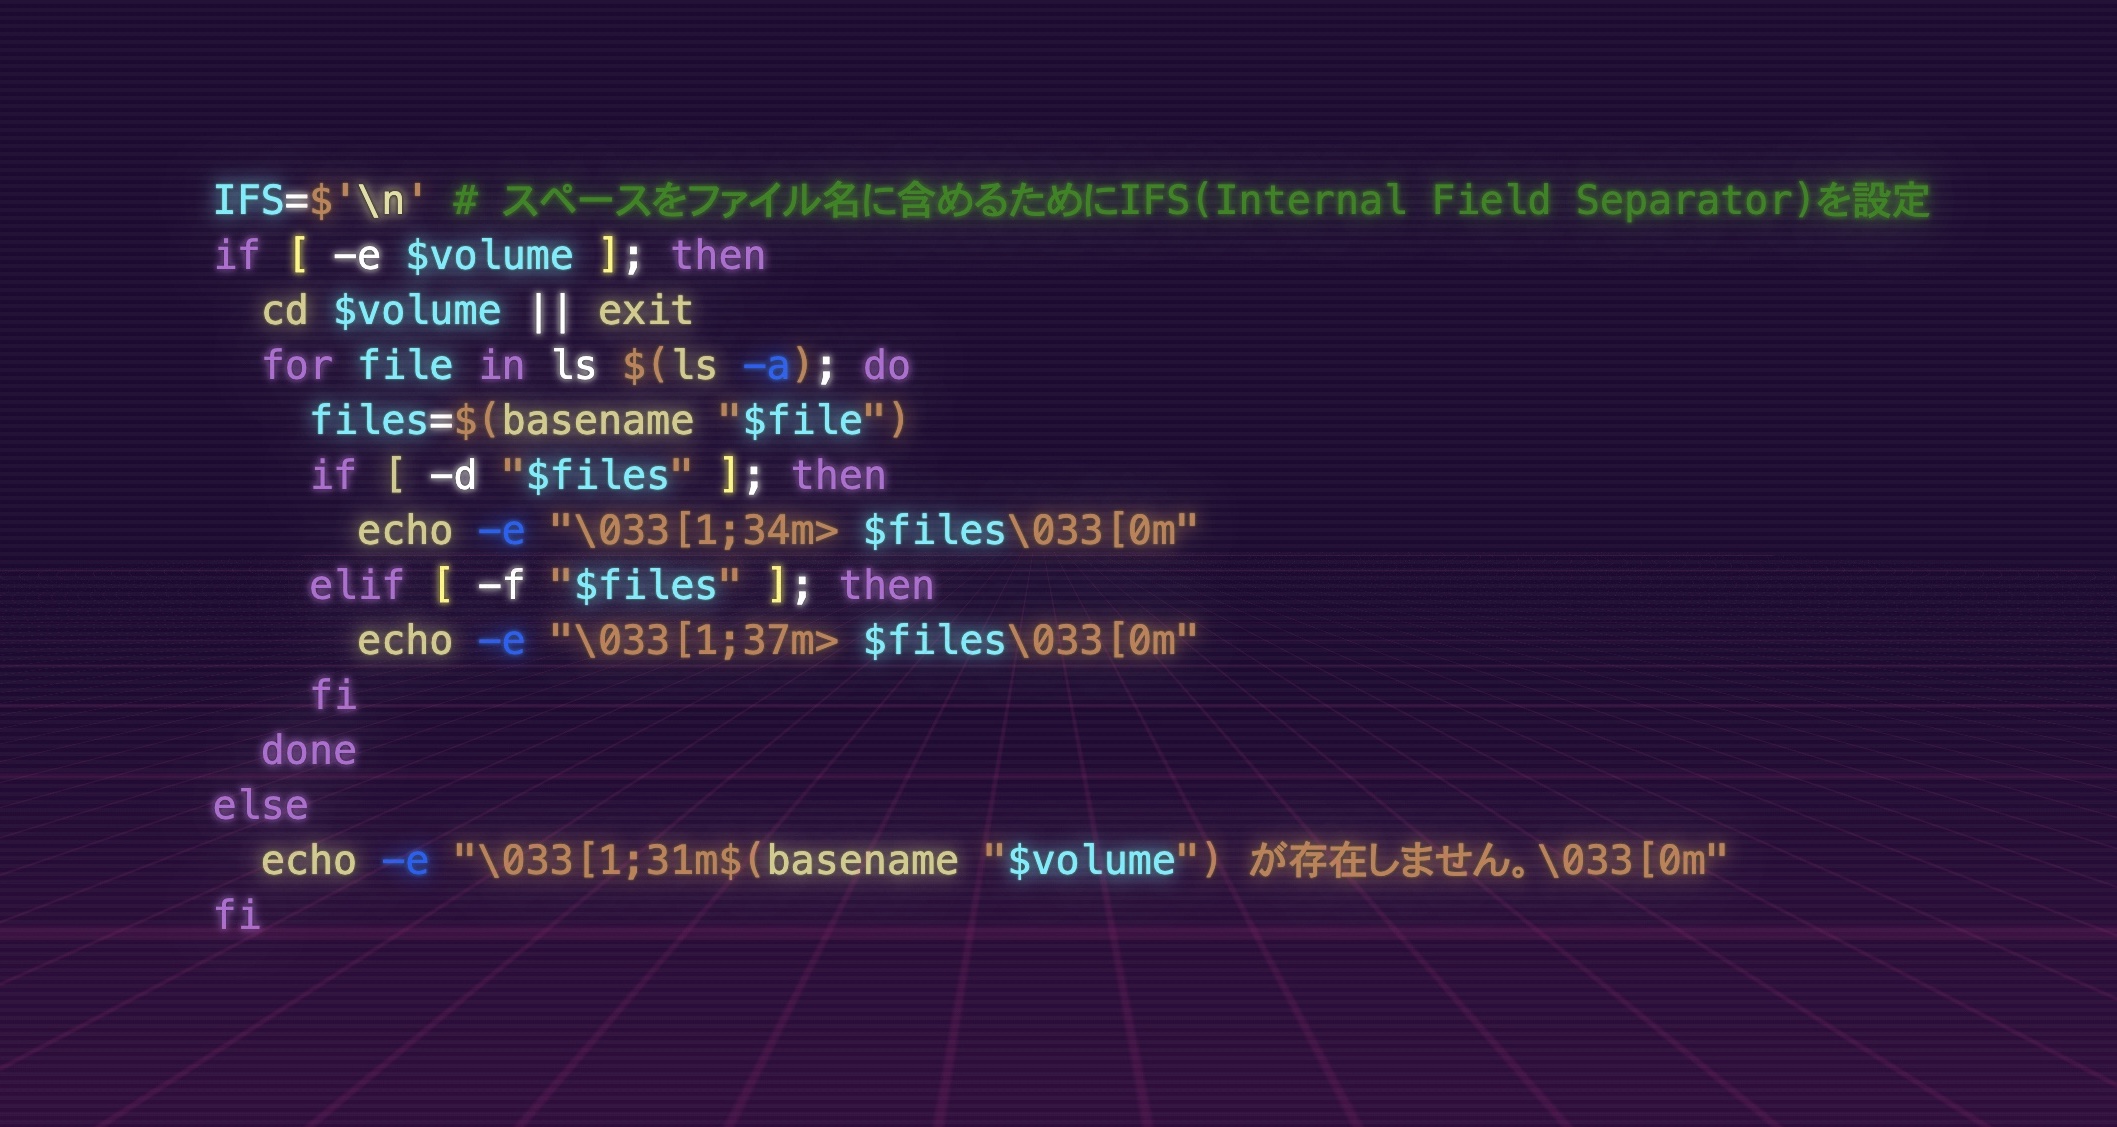 IFS=$'\n' # スペースをファイル名に含めるためにIFS(Internal Field Separator)を設定
if [ -e $volume ]; then
  cd $volume || exit
  for file in ls $(ls -a); do
    files=$(basename "$file")
    if [ -d "$files" ]; then
      echo -e "\033[1;34m> $files\033[0m"
    elif [ -f "$files" ]; then
      echo -e "\033[1;37m> $files\033[0m"
    fi
  done
else
  echo -e "\033[1;31m$(basename "$volume") が存在しません。\033[0m"
fi